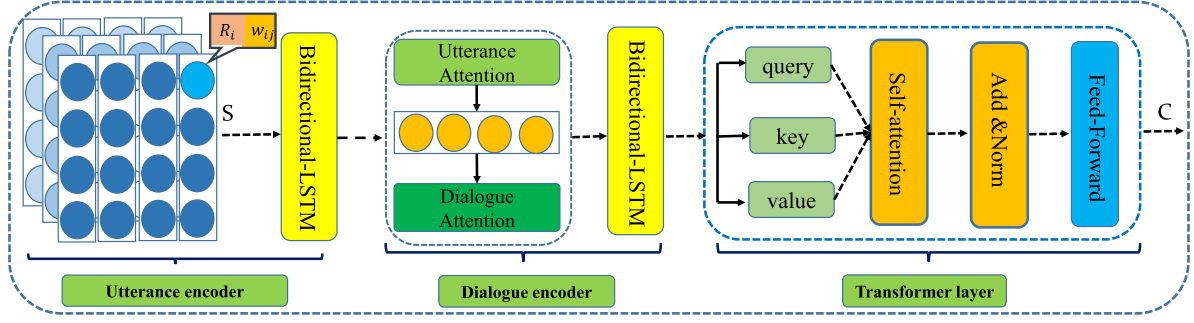 R_i w_ij
S
Bidirectional-LSTM
Utterance
Attention
Dialogue
Attention
Bidirectional-LSTM
query
key
value
Self-attention
Add &Norm
Feed-Forward
C
Utterance encoder
Dialogue encoder
Transformer layer